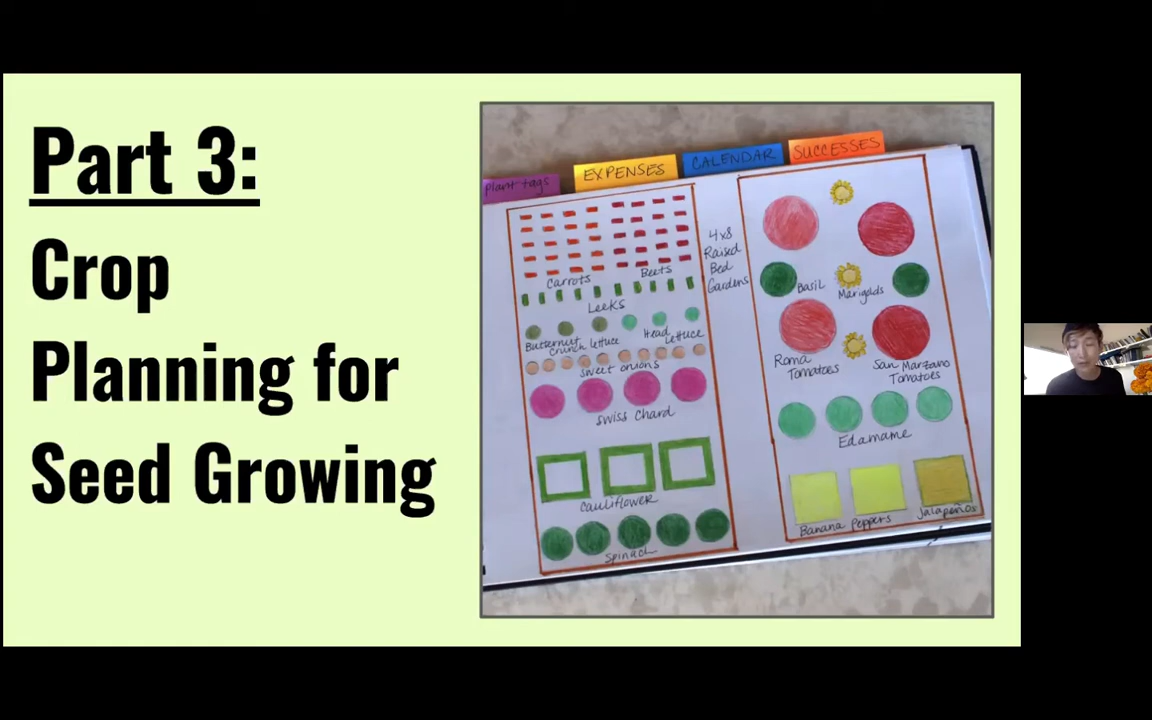 Part 3:
Crop
Planning for
Seed Growing
Plant tags
EXPENSES
CALENDAR
SUCCESSES
Carrots
Beets
Leeks
Butternut
Crunch lettuce
Head
lettuce
Sweet onions
Swiss Chard
Cauliflower
Spinach
4x8
Raised
Bed
Gardens
Basil
Marigolds
Roma
Tomatoes
San Marzano
Tomatoes
Edamame
Banana Peppers
Jalapeños